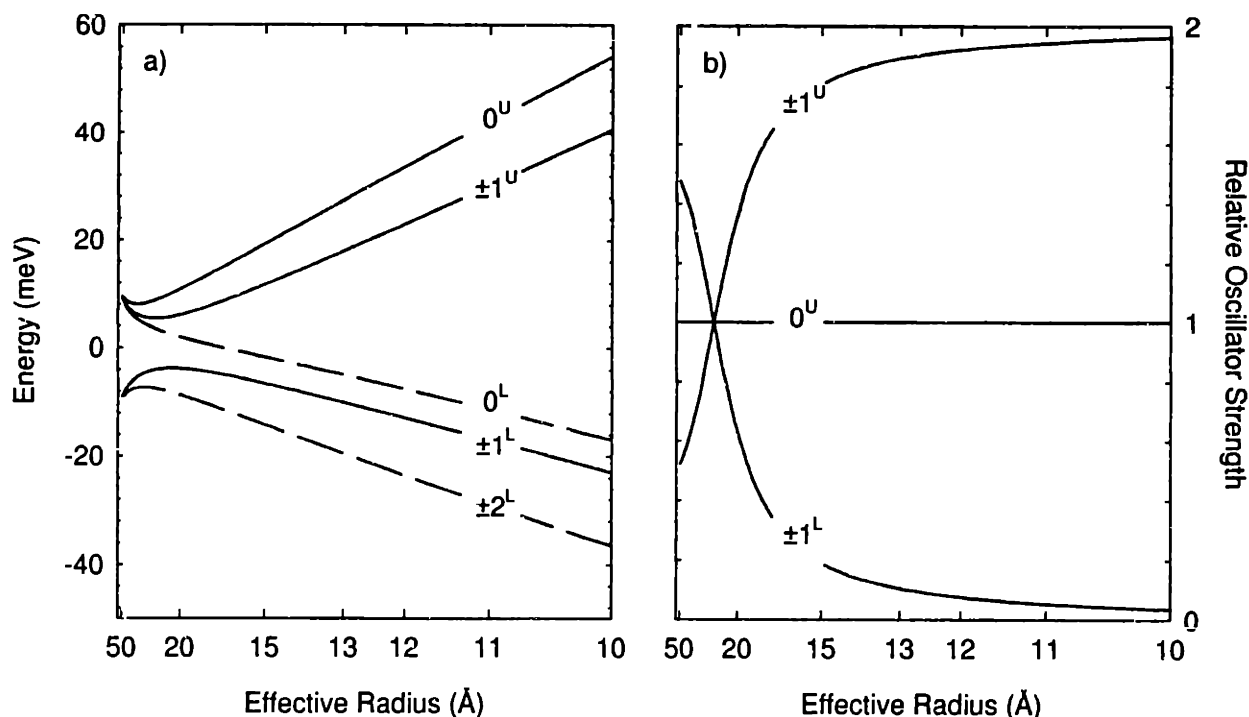 a)
60
40
20
0
-20
-40
Energy (meV)
0ᵁ
±1ᵁ
0ᴸ
±1ᴸ
±2ᴸ
50 20 15 13 12 11 10
Effective Radius (Å)
b)
2
1
0
Relative Oscillator Strength
±1ᵁ
0ᵁ
±1ᴸ
50 20 15 13 12 11 10
Effective Radius (Å)